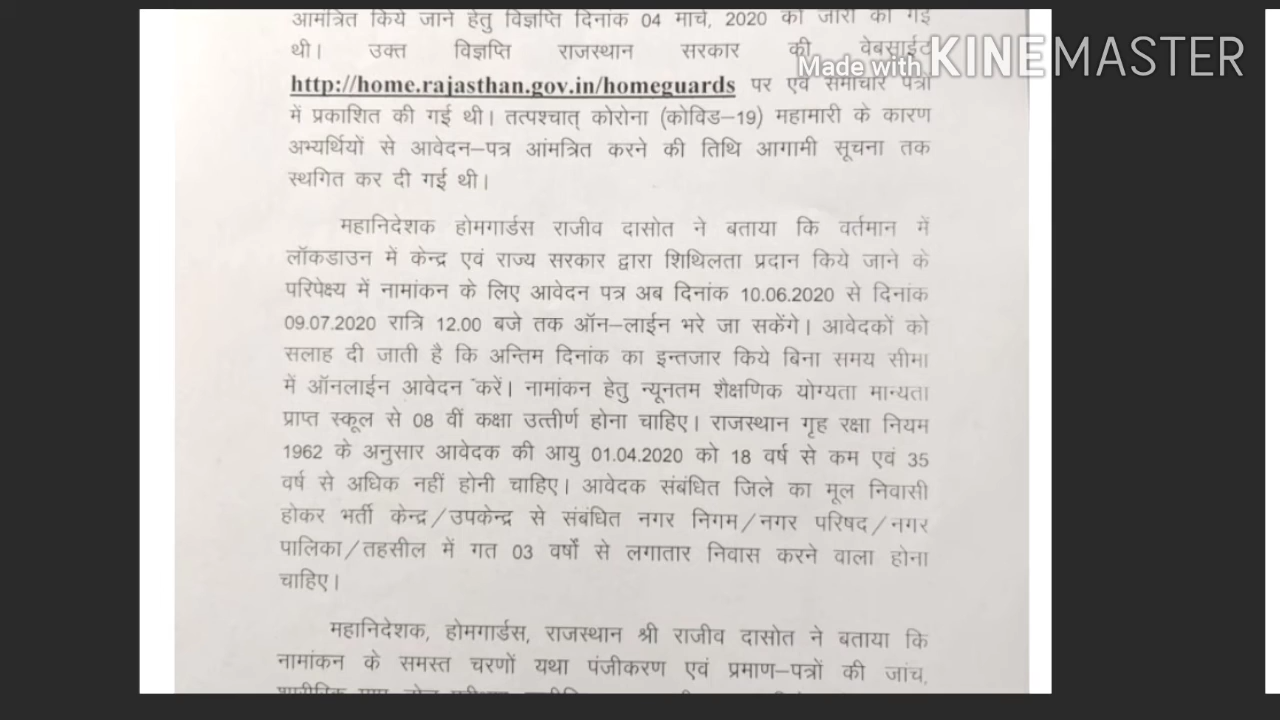 आमंत्रित किये जाने हेतु विज्ञप्ति दिनांक 04 मार्च, 2020 को जारी की गई
थी। उक्त विज्ञप्ति राजस्थान सरकार की वेबसाईट
Made with KINEMASTER
http://home.rajasthan.gov.in/homeguards पर एवं समाचार पत्रों
में प्रकाशित की गई थी। तत्पश्चात् कोरोना (कोविड–19) महामारी के कारण
अभ्यर्थियों से आवेदन–पत्र आंमत्रित करने की तिथि आगामी सूचना तक
स्थगित कर दी गई थी।
महानिदेशक होमगार्डस राजीव दासोत ने बताया कि वर्तमान में
लॉकडाउन में केन्द्र एवं राज्य सरकार द्वारा शिथिलता प्रदान किये जाने के
परिपेक्ष्य में नामांकन के लिए आवेदन पत्र अब दिनांक 10.06.2020 से दिनांक
09.07.2020 रात्रि 12.00 बजे तक ऑन–लाईन भरे जा सकेंगे। आवेदकों को
सलाह दी जाती है कि अन्तिम दिनांक का इन्तजार किये बिना समय सीमा
में ऑनलाईन आवेदन करें। नामांकन हेतु न्यूनतम शैक्षणिक योग्यता मान्यता
प्राप्त स्कूल से 08 वीं कक्षा उत्तीर्ण होना चाहिए। राजस्थान गृह रक्षा नियम
1962 के अनुसार आवेदक की आयु 01.04.2020 को 18 वर्ष से कम एवं 35
वर्ष से अधिक नहीं होनी चाहिए। आवेदक संबंधित जिले का मूल निवासी
होकर भर्ती केन्द्र/उपकेन्द्र से संबंधित नगर निगम/नगर परिषद/नगर
पालिका/तहसील में गत 03 वर्षों से लगातार निवास करने वाला होना
चाहिए।
महानिदेशक, होमगार्डस, राजस्थान श्री राजीव दासोत ने बताया कि
नामांकन के समस्त चरणों यथा पंजीकरण एवं प्रमाण–पत्रों की जांच,